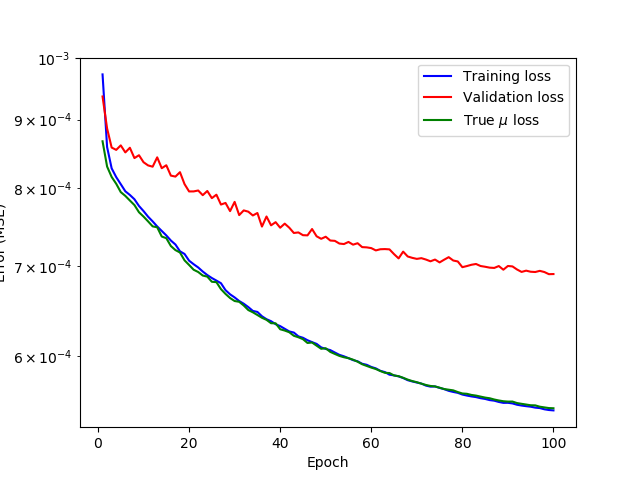 10⁻³
9 × 10⁻⁴
8 × 10⁻⁴
7 × 10⁻⁴
6 × 10⁻⁴
Training loss
Validation loss
True μ loss
0 20 40 60 80 100
Epoch
(MSE)